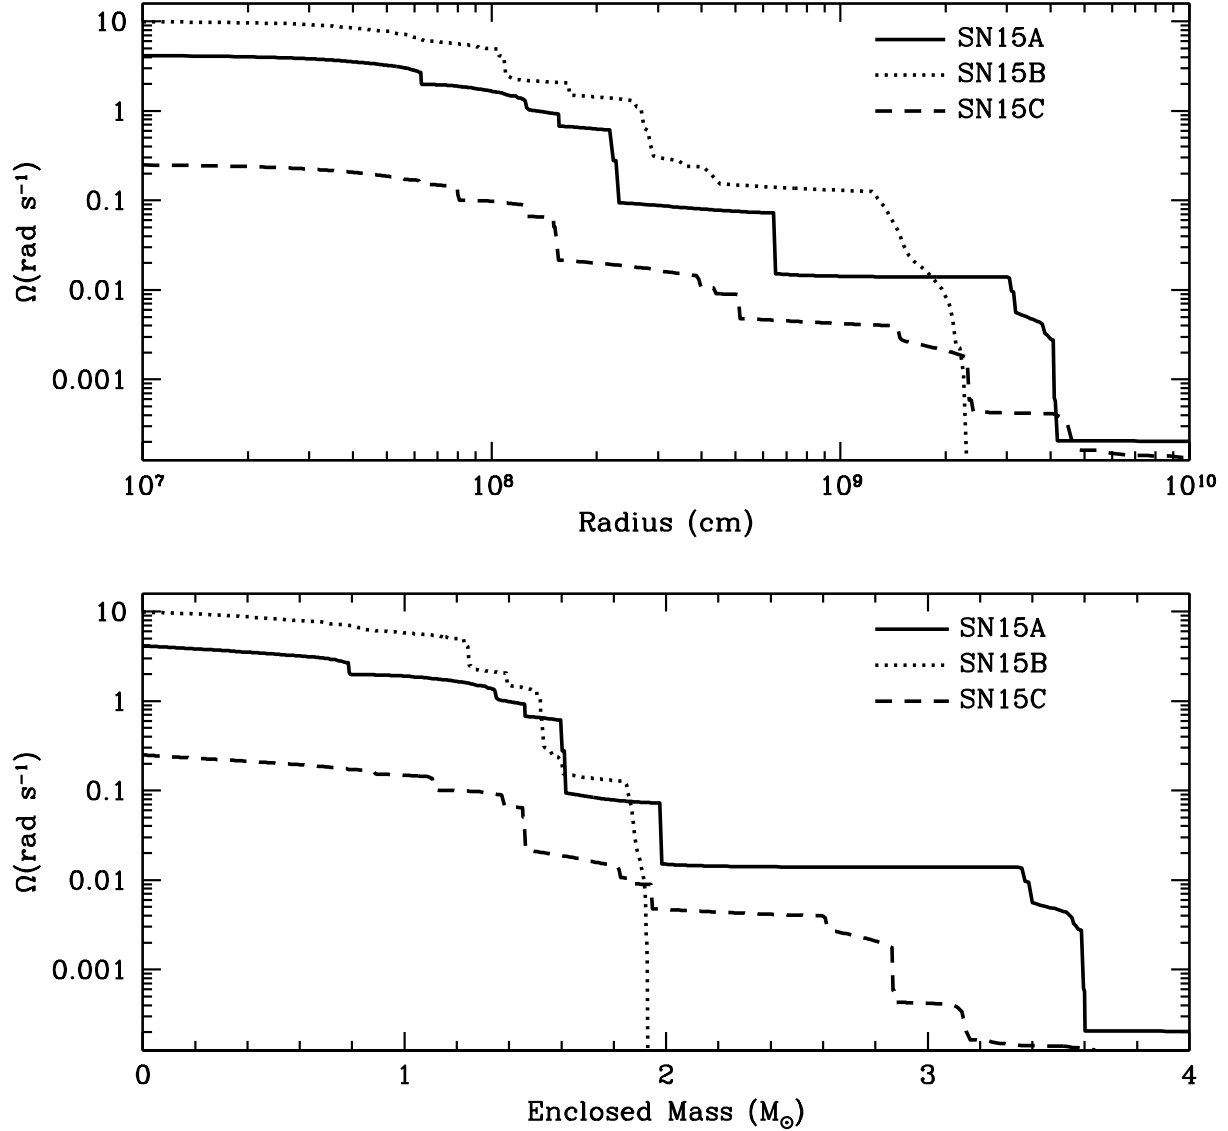 10
1
0.1
0.01
0.001
Ω(rad s⁻¹)
SN15A
SN15B
SN15C
10⁷ 10⁸ 10⁹ 10¹⁰
Radius (cm)
10
1
0.1
0.01
0.001
Ω(rad s⁻¹)
SN15A
SN15B
SN15C
0 1 2 3 4
Enclosed Mass (M⊙)